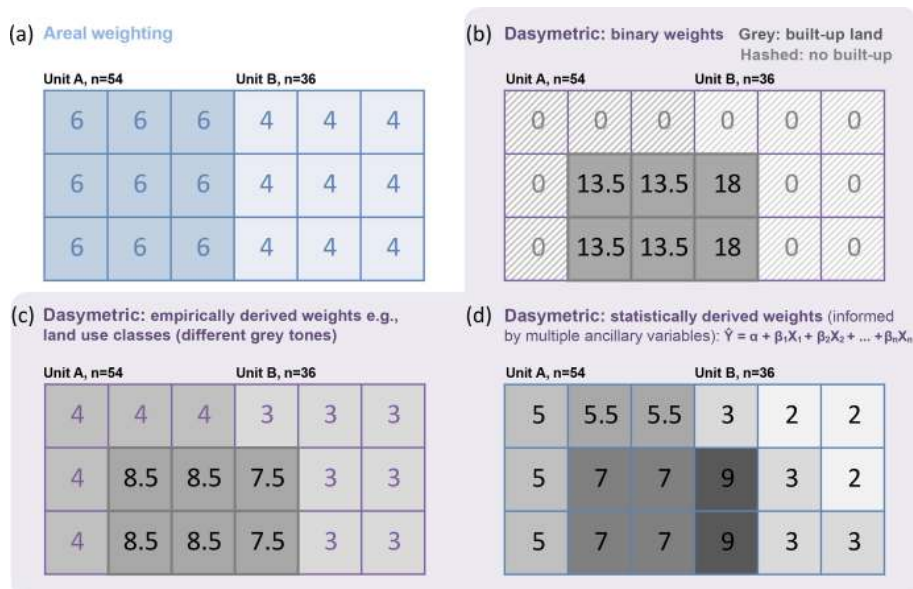 (a) Areal weighting
Unit A, n=54 Unit B, n=36
6 6 6 4 4 4
6 6 6 4 4 4
6 6 6 4 4 4
(b) Dasymetric: binary weights Grey: built-up land
Hashed: no built-up
Unit A, n=54 Unit B, n=36
0 0 0 0 0 0
0 13.5 13.5 18 0 0
0 13.5 13.5 18 0 0
(c) Dasymetric: empirically derived weights e.g.,
land use classes (different grey tones)
Unit A, n=54 Unit B, n=36
4 4 4 3 3 3
4 8.5 8.5 7.5 3 3
4 8.5 8.5 7.5 3 3
(d) Dasymetric: statistically derived weights (informed
by multiple ancillary variables): Ŷ = α + β₁X₁ + β₂X₂ + ... +βₙXₙ
Unit A, n=54 Unit B, n=36
5 5.5 5.5 3 2 2
5 7 7 9 3 2
5 7 7 9 3 3